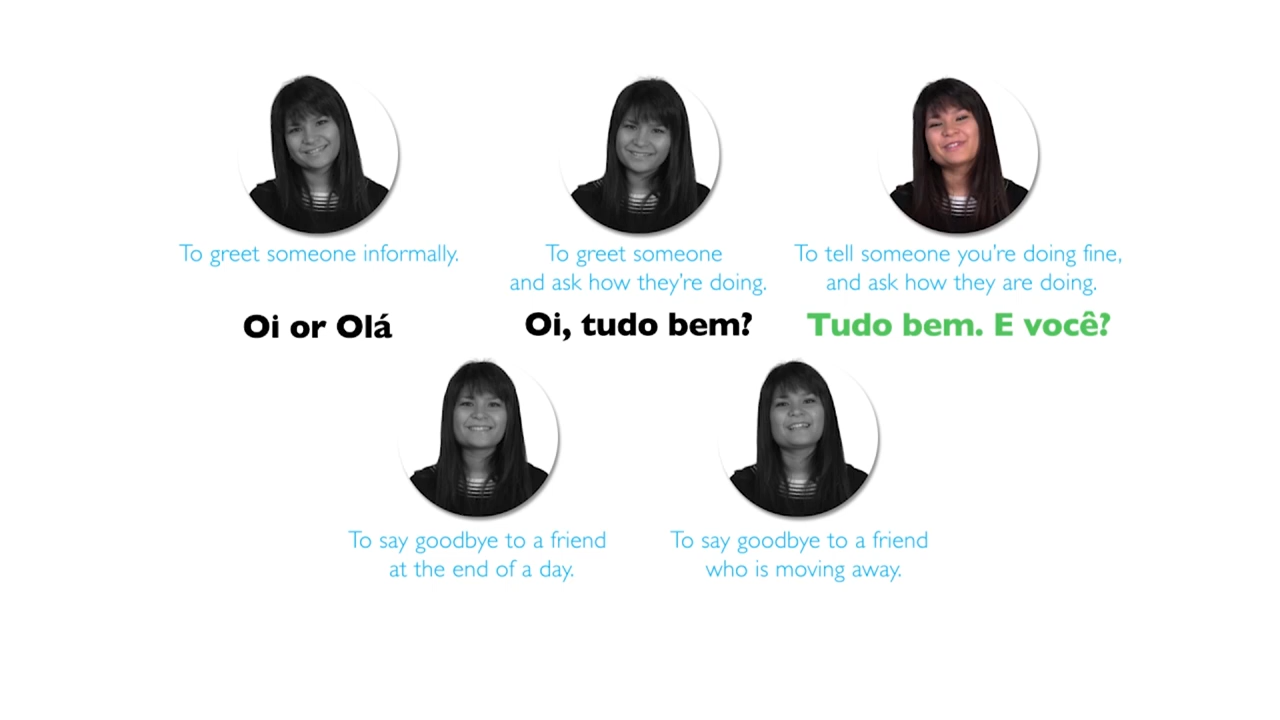 To greet someone informally.
Oi or Olá
To greet someone
and ask how they're doing.
Oi, tudo bem?
To tell someone you're doing fine,
and ask how they are doing.
Tudo bem. E você?
To say goodbye to a friend
at the end of a day.
To say goodbye to a friend
who is moving away.